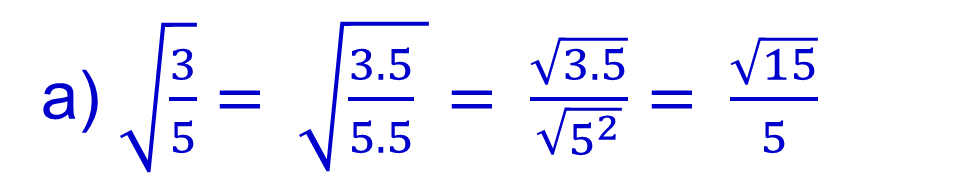 a) √(3/5) = √(3.5/5.5) = √3.5/√5² = √15/5